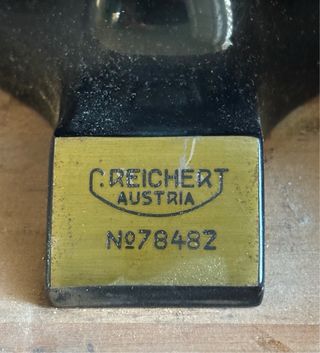 C. REICHERT
AUSTRIA
No78482